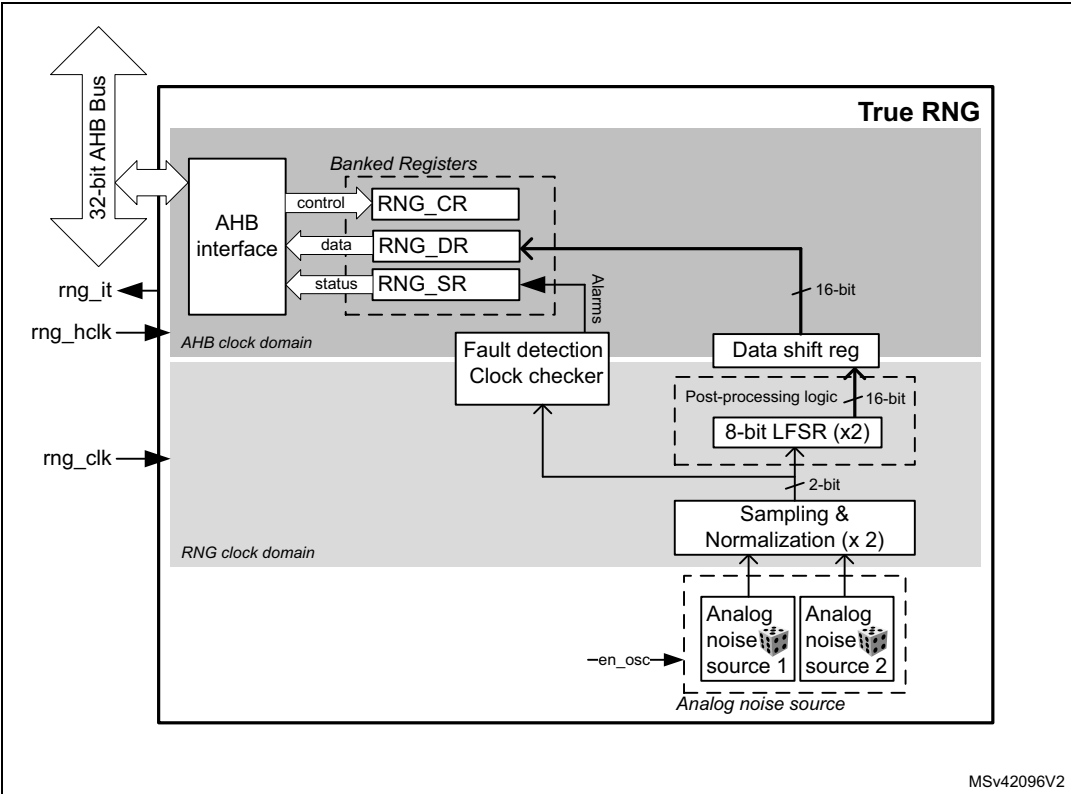 True RNG
32-bit AHB Bus
Banked Registers
AHB
interface
control
RNG_CR
data
RNG_DR
status
RNG_SR
Alarms
16-bit
rng_it
rng_hclk
AHB clock domain
Fault detection
Clock checker
Data shift reg
Post-processing logic
16-bit
8-bit LFSR (x2)
rng_clk
2-bit
Sampling &
Normalization (x 2)
RNG clock domain
Analog
noise
source 1
Analog
noise
source 2
en_osc
Analog noise source
MSv42096V2